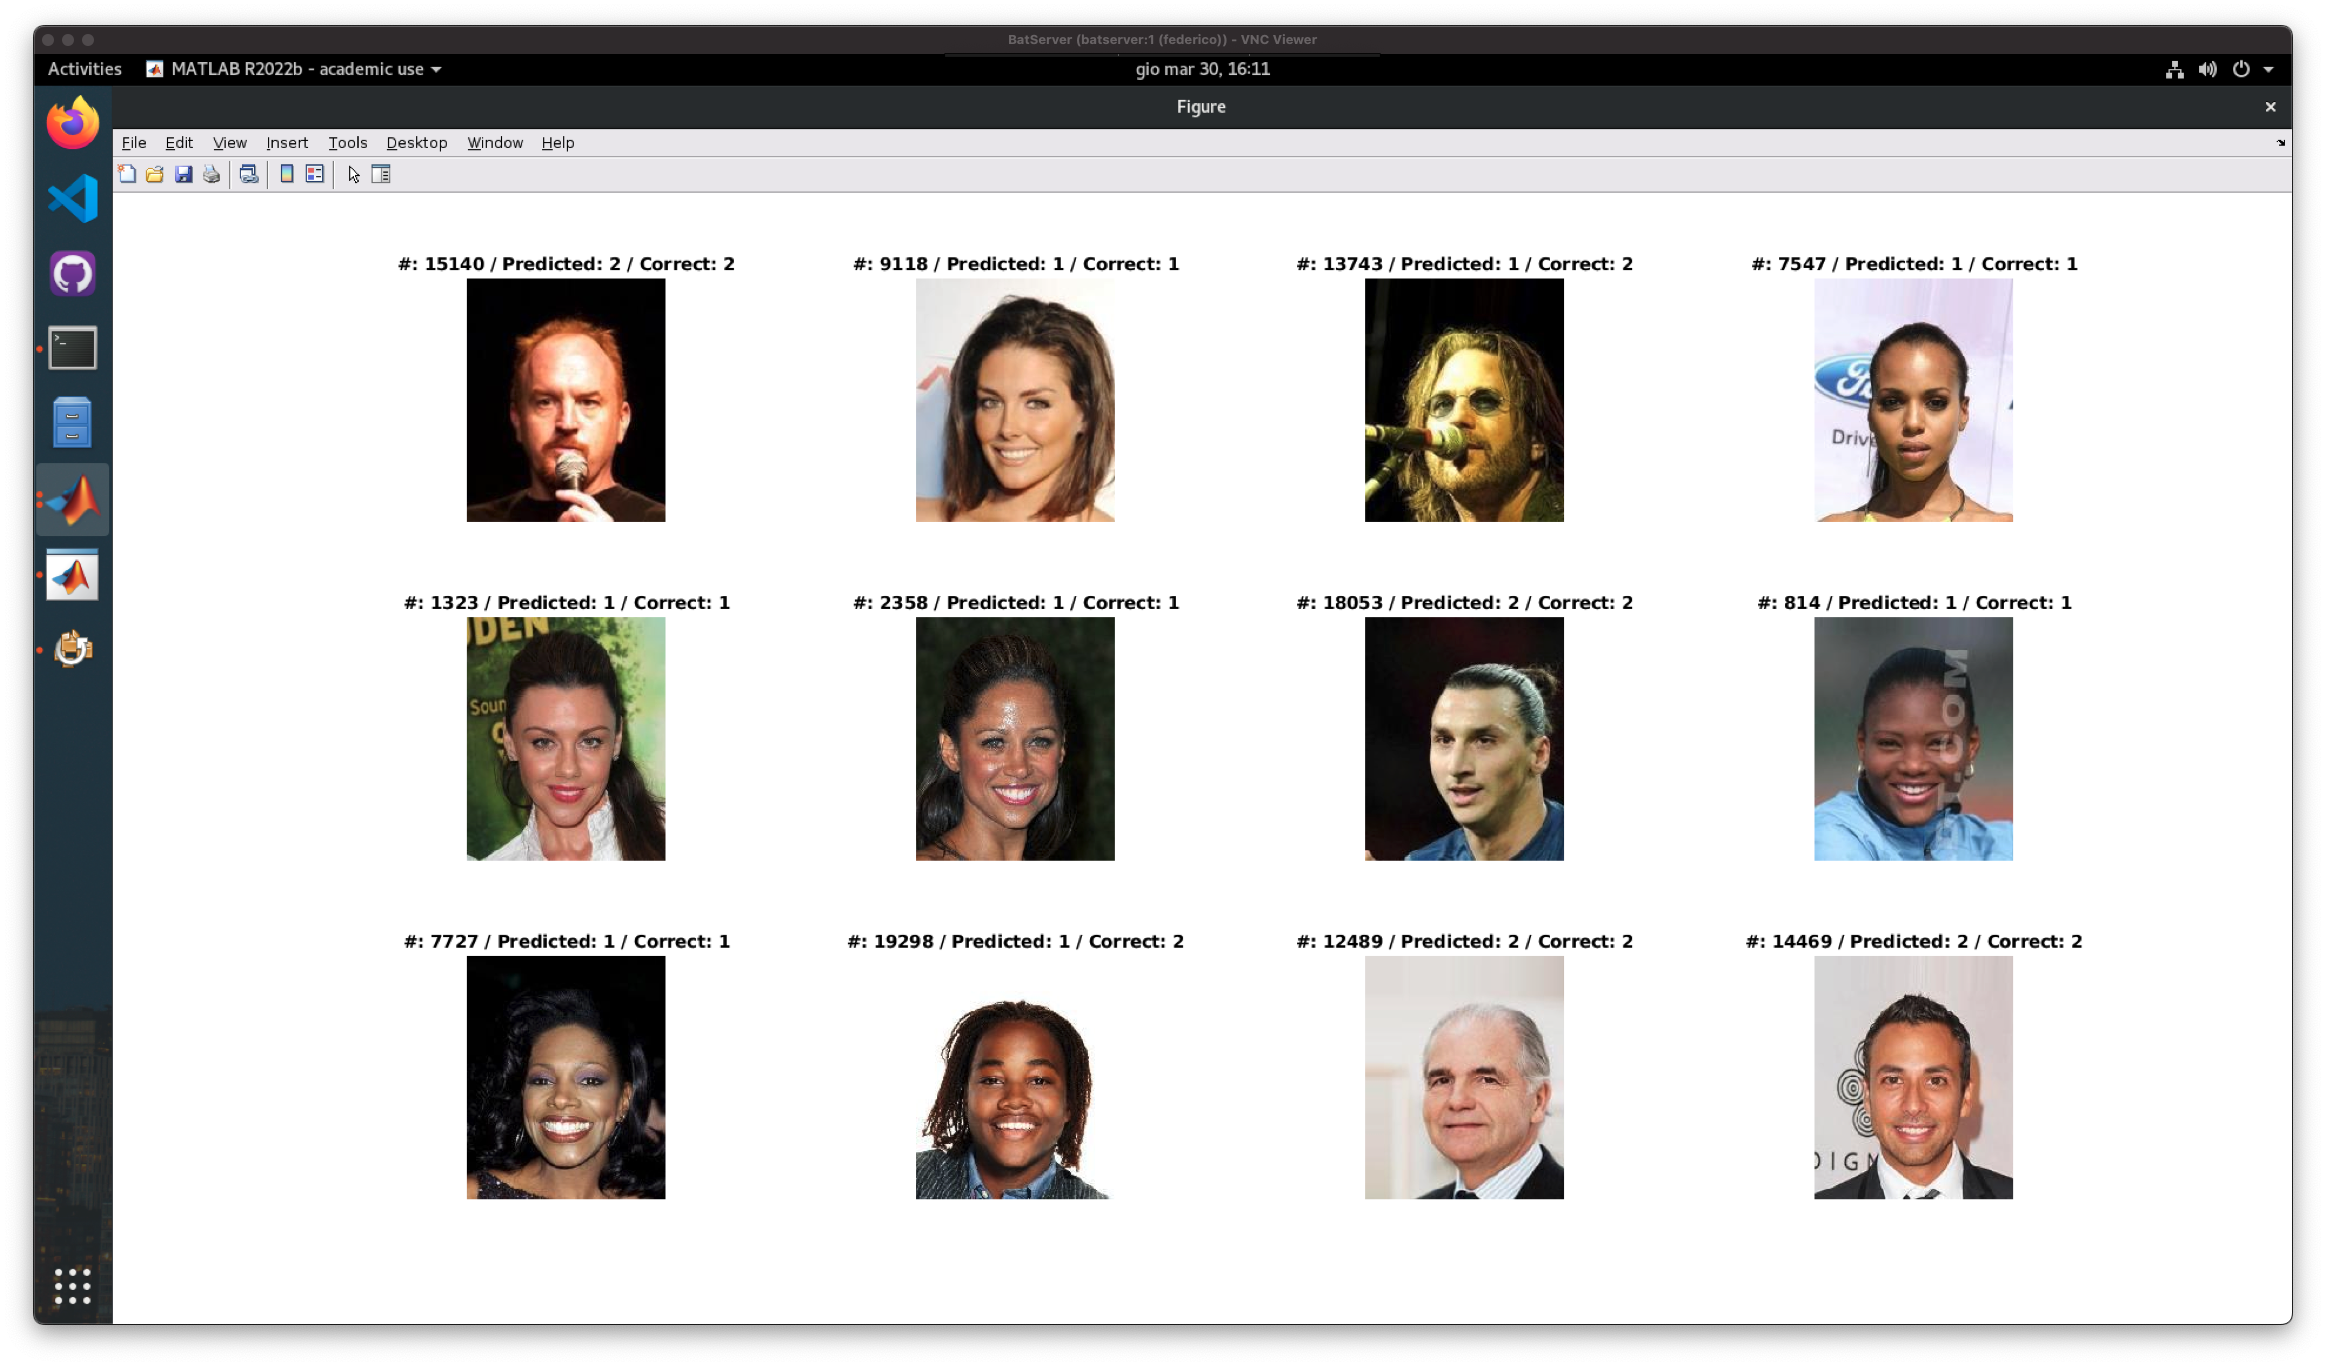 BatServer (batserver:1 (federico)) - VNC Viewer
Activities MATLAB R2022b - academic use gio mar 30, 16:11
Figure
File Edit View Insert Tools Desktop Window Help
#: 15140 / Predicted: 2 / Correct: 2
#: 9118 / Predicted: 1 / Correct: 1
#: 13743 / Predicted: 1 / Correct: 2
#: 7547 / Predicted: 1 / Correct: 1
Driv
#: 1323 / Predicted: 1 / Correct: 1
DEN
Soun
#: 2358 / Predicted: 1 / Correct: 1
#: 18053 / Predicted: 2 / Correct: 2
#: 814 / Predicted: 1 / Correct: 1
.COM
#: 7727 / Predicted: 1 / Correct: 1
#: 19298 / Predicted: 1 / Correct: 2
#: 12489 / Predicted: 2 / Correct: 2
#: 14469 / Predicted: 2 / Correct: 2
DIGN